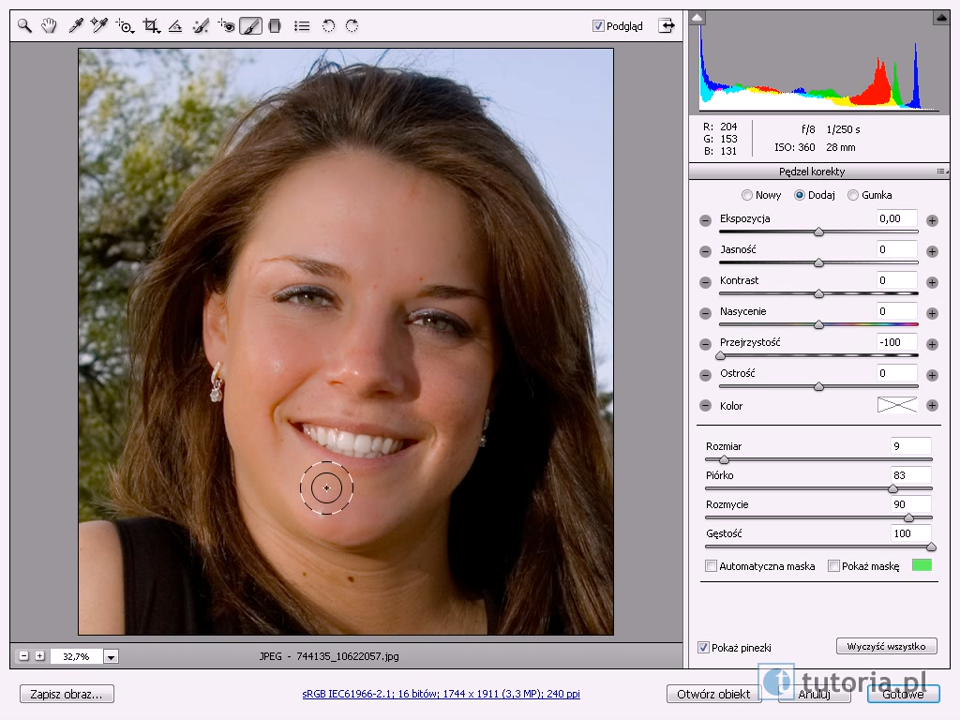 Podgląd
R: 204
G: 153
B: 131
f/8 1/250 s
ISO: 360 28 mm
Pędzel korekty
Nowy Dodaj Gumka
Ekspozycja 0,00
Jasność 0
Kontrast 0
Nasycenie 0
Przejrzystość -100
Ostrość 0
Kolor
Rozmiar 9
Piórko 83
Rozmycie 90
Gęstość 100
Automatyczna maska Pokaż maskę
Pokaż pinezki Wyczyść wszystko
32,7% JPEG - 744135_10622057.jpg
Zapisz obraz... sRGB IEC61966-2.1; 16 bitów; 1744 x 1911 (3,3 MP); 240 ppi Otwórz obiekt Anuluj Gotowe
t tutoria.pl